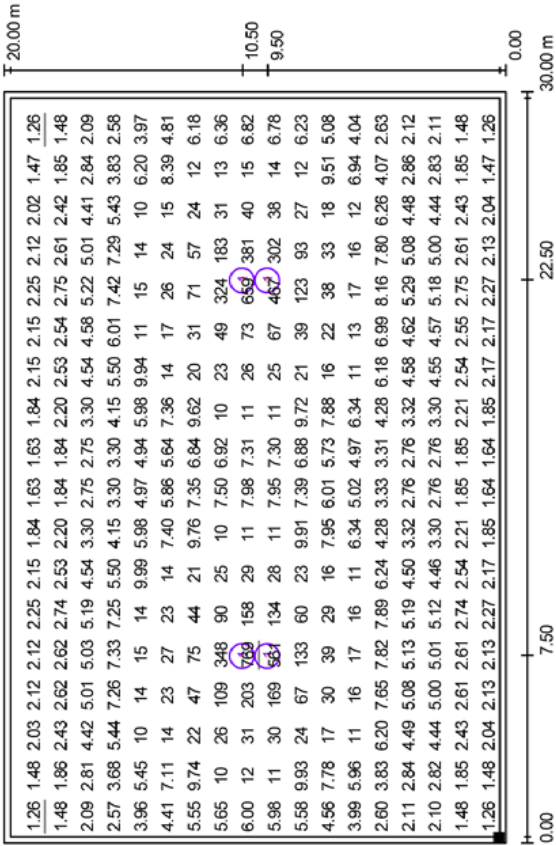 1.26 1.48 2.03 2.12 2.12 2.25 2.15 1.84 1.63 1.63 1.84 2.15 2.15 2.25 2.12 2.02 1.47 1.26
1.48 1.86 2.43 2.62 2.62 2.74 2.53 2.20 1.84 1.84 2.20 2.53 2.54 2.75 2.61 2.42 1.85 1.48
2.09 2.81 4.42 5.01 5.03 5.19 4.54 3.30 2.75 2.75 3.30 4.54 4.58 5.22 5.01 4.41 2.84 2.09
2.57 3.68 5.44 7.26 7.33 7.25 5.50 4.15 3.30 3.30 4.15 5.50 6.01 7.42 7.29 5.43 3.83 2.58
3.96 5.45 10 14 15 14 9.99 5.98 4.97 4.94 5.98 9.94 11 15 14 10 6.20 3.97
4.41 7.11 14 23 27 23 14 7.40 5.86 5.64 7.36 14 17 26 24 15 8.39 4.81
5.55 9.74 22 47 75 44 21 9.76 7.35 6.84 9.62 20 31 71 57 24 12 6.18
5.65 10 26 109 348 90 25 10 7.50 6.92 10 23 49 324 183 31 13 6.36
6.00 12 31 203 769 158 29 11 7.98 7.31 11 26 73 659 381 40 15 6.82
5.98 11 30 169 134 28 11 7.95 7.30 11 25 67 467 302 38 14 6.78
5.58 9.93 24 67 133 60 23 9.91 7.39 6.88 9.72 21 39 123 93 27 12 6.23
4.56 7.78 17 30 39 29 16 7.95 6.01 5.73 7.88 16 22 38 33 18 9.51 5.08
3.99 5.96 11 16 17 16 11 6.34 5.02 4.97 6.34 11 13 17 16 12 6.94 4.04
2.60 3.83 6.20 7.65 7.82 7.89 6.24 4.28 3.33 3.31 4.28 6.18 6.99 8.16 7.80 6.26 4.07 2.63
2.11 2.84 4.49 5.08 5.13 5.19 4.50 3.32 2.76 2.76 3.32 4.58 4.62 5.29 5.08 4.48 2.86 2.12
2.10 2.82 4.44 5.00 5.01 5.12 4.46 3.30 2.76 2.76 3.30 4.55 4.57 5.18 5.00 4.44 2.83 2.11
1.48 1.85 2.43 2.61 2.61 2.74 2.54 2.21 1.85 1.85 2.21 2.54 2.55 2.75 2.61 2.43 1.85 1.48
1.26 1.48 2.04 2.13 2.13 2.27 2.17 1.85 1.64 1.64 1.85 2.17 2.17 2.27 2.13 2.04 1.47 1.26
20.00 m
10.50
9.50
0.00
0.00 7.50 22.50 30.00 m